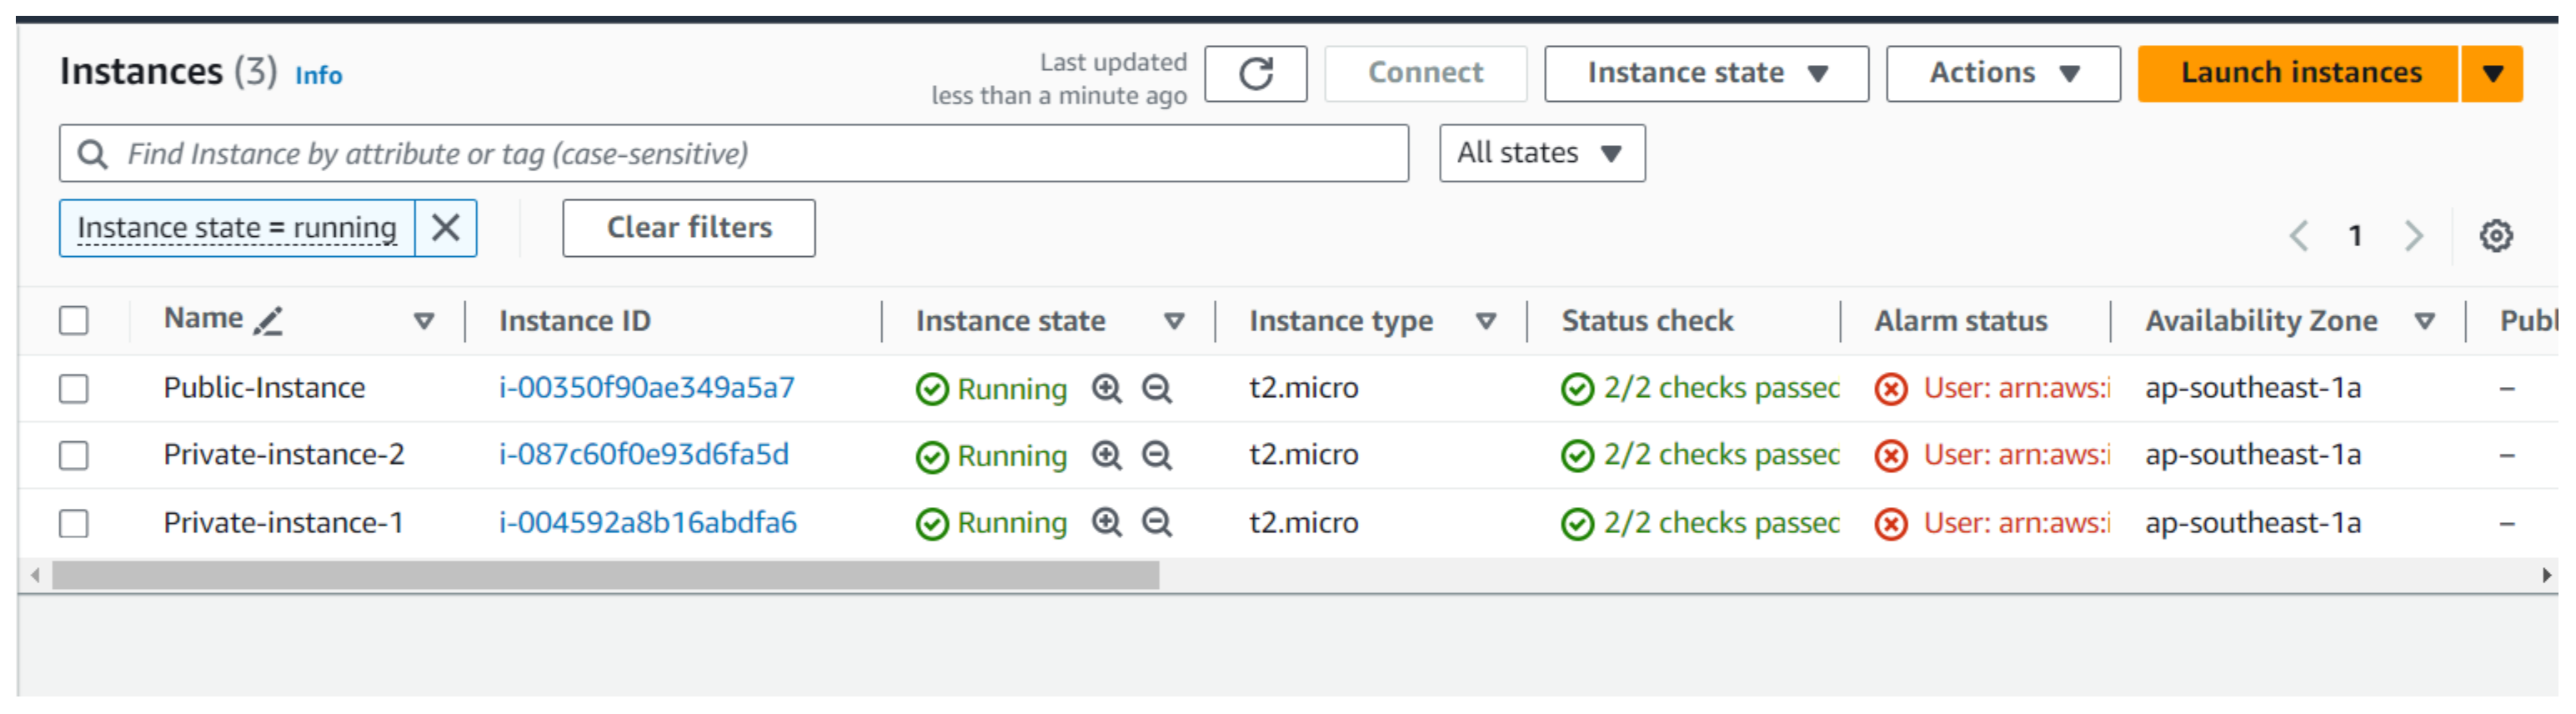 Instances (3) Info
Last updated
less than a minute ago
Connect
Instance state
Actions
Launch instances
Find Instance by attribute or tag (case-sensitive)
All states
Instance state = running
Clear filters
1
Name Instance ID Instance state Instance type Status check Alarm status Availability Zone Publ
Public-Instance i-00350f90ae349a5a7 Running t2.micro 2/2 checks passed User: arn:aws:i ap-southeast-1a –
Private-instance-2 i-087c60f0e93d6fa5d Running t2.micro 2/2 checks passed User: arn:aws:i ap-southeast-1a –
Private-instance-1 i-004592a8b16abdfa6 Running t2.micro 2/2 checks passed User: arn:aws:i ap-southeast-1a –